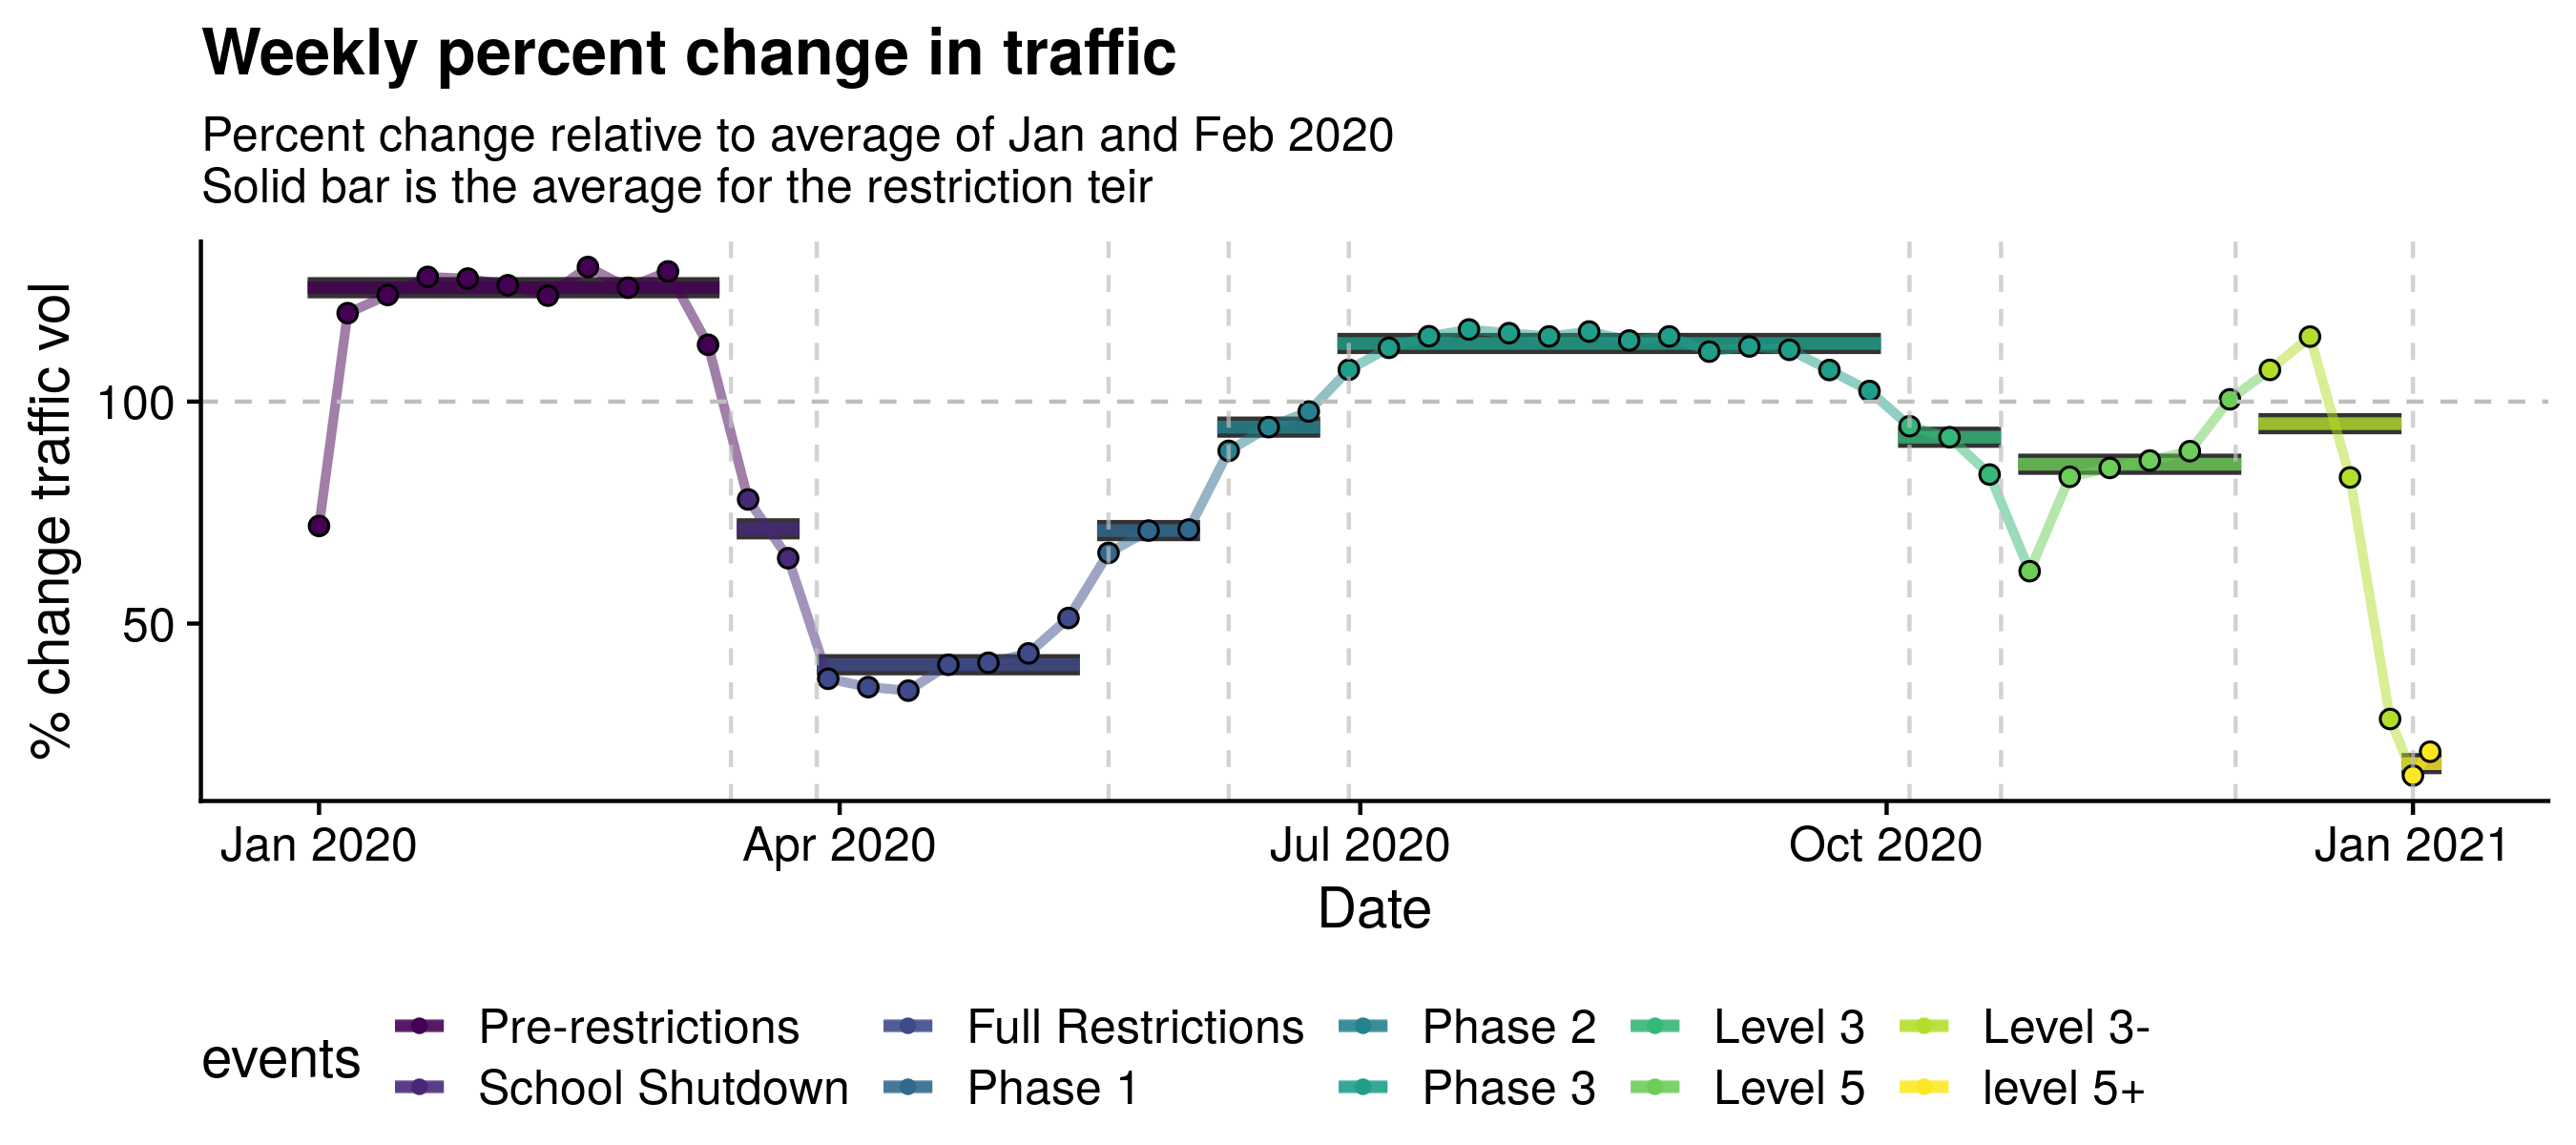 Weekly percent change in traffic
Percent change relative to average of Jan and Feb 2020
Solid bar is the average for the restriction teir
% change traffic vol
100
50
Jan 2020 Apr 2020 Jul 2020 Oct 2020 Jan 2021
Date
events
Pre-restrictions Full Restrictions Phase 2 Level 3 Level 3-
School Shutdown Phase 1 Phase 3 Level 5 level 5+